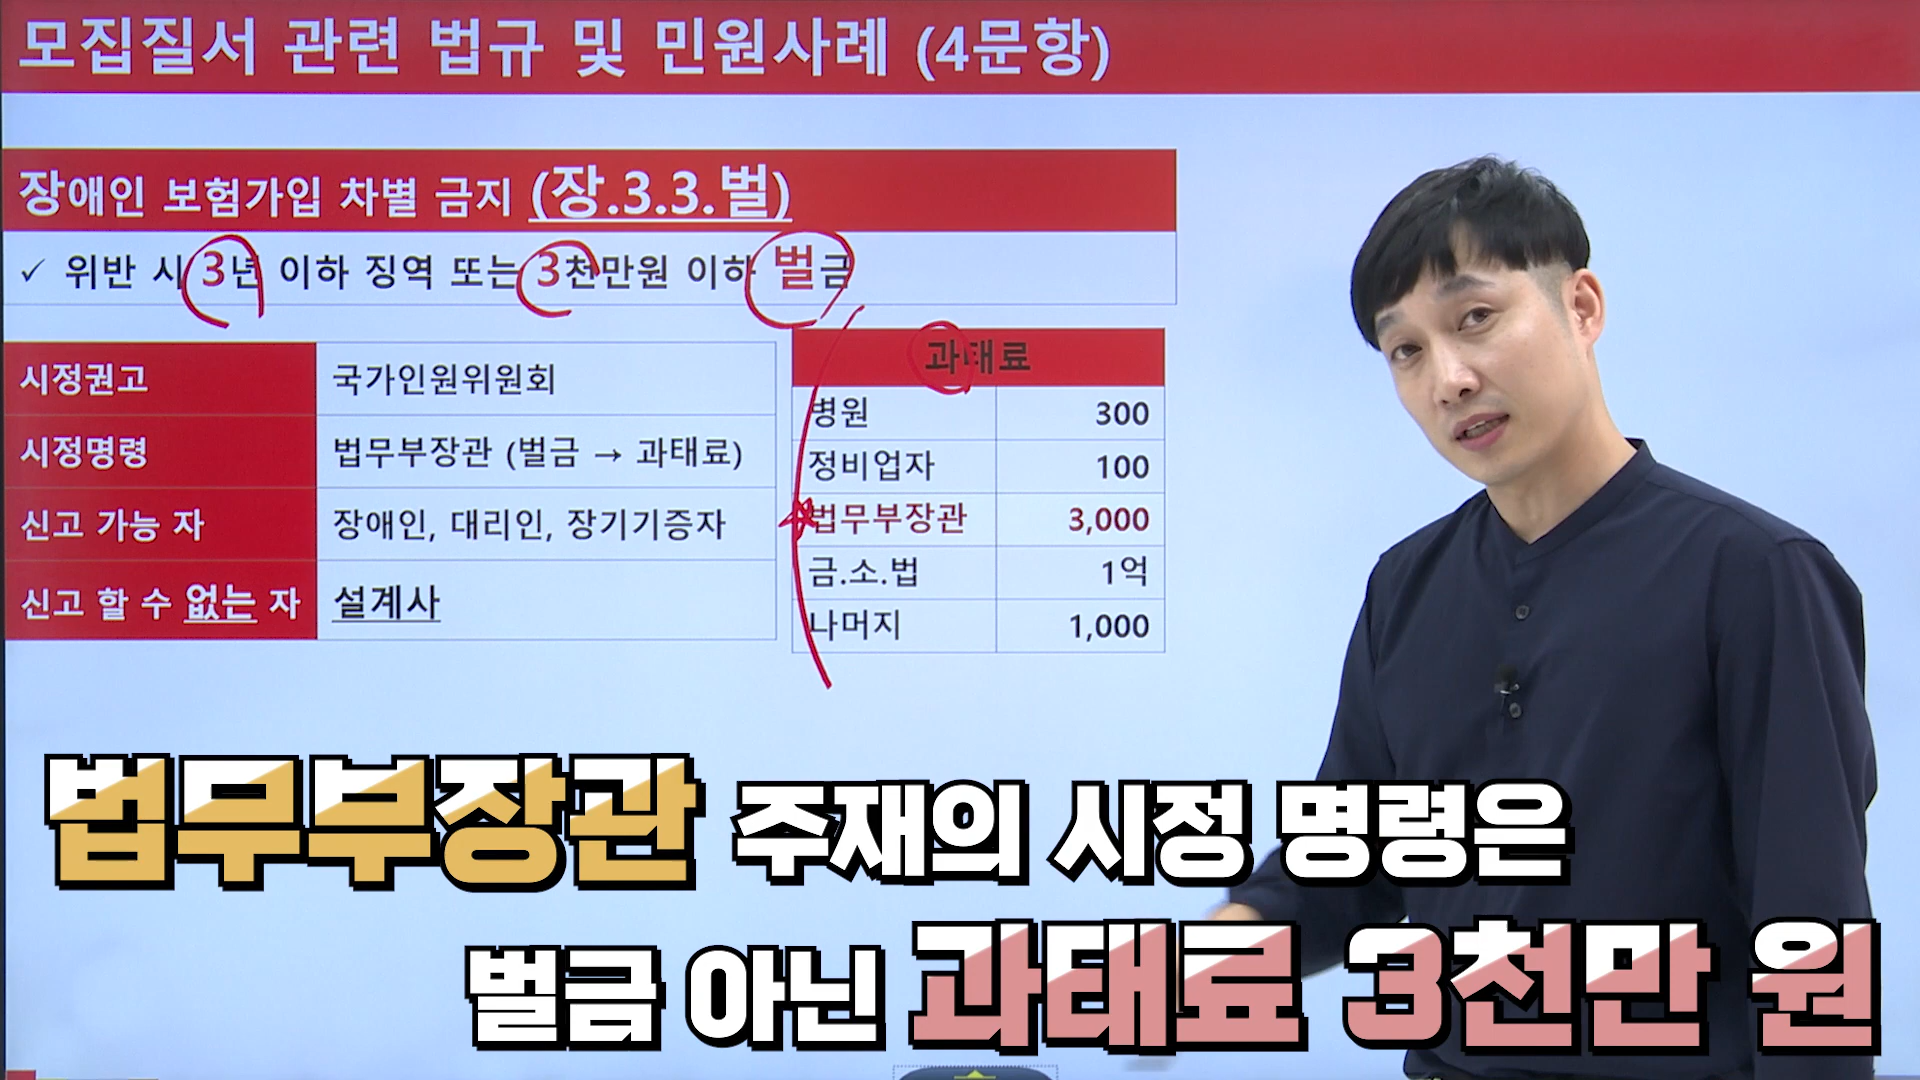 모집질서 관련 법규 및 민원사례 (4문항)
장애인 보험가입 차별 금지 (장.3.3.벌)
✓ 위반 시 3년 이하 징역 또는 3천만원 이하 벌금
시정권고 국가인원위원회
시정명령 법무부장관 (벌금 → 과태료)
신고 가능 자 장애인, 대리인, 장기기증자
신고 할 수 없는 자 설계사
과태료
병원 300
정비업자 100
법무부장관 3,000
금.소.법 1억
나머지 1,000
법무부장관 주재의 시정 명령은
벌금 아닌 과태료 3천만 원